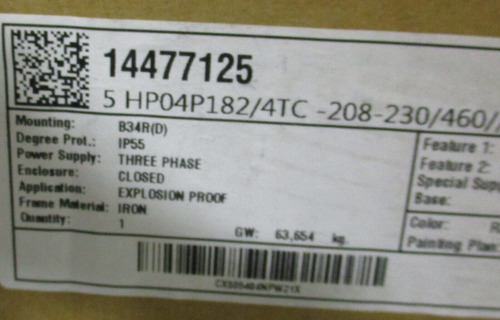 14477125
5 HP04P182/4TC -208-230/460/
Mounting: B34R(D)
Degree Prot.: IP55
Power Supply: THREE PHASE
Enclosure: CLOSED
Application: EXPLOSION PROOF
Frame Material: IRON
Quantity: 1
GW: 63,654 kg.
Feature 1:
Feature 2:
Special Sup
Base:
Color: R
Painting Plan: